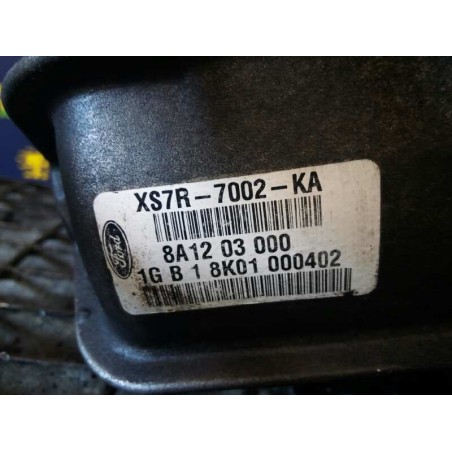 XS7R-7002-KA
Ford
8A12 03 000
1G B 1 8K01 000402